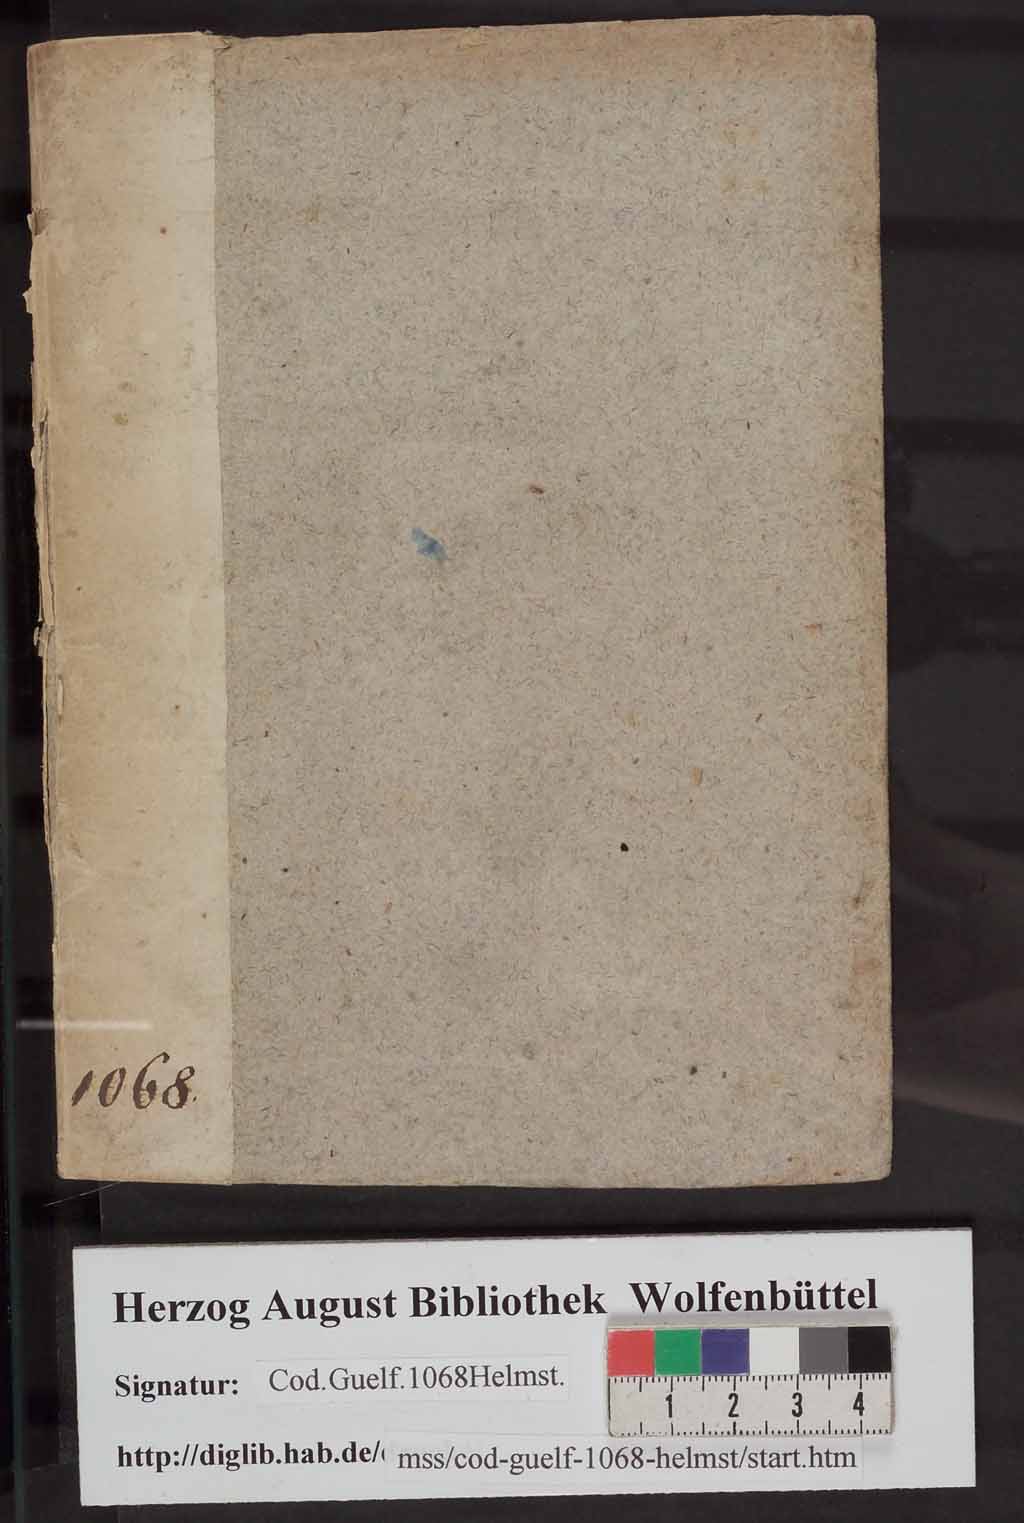 1068.
Herzog August Bibliothek Wolfenbüttel
Signatur: Cod.Guelf.1068Helmst.
1 2 3 4
http://diglib.hab.de/ mss/cod-guelf-1068-helmst/start.htm